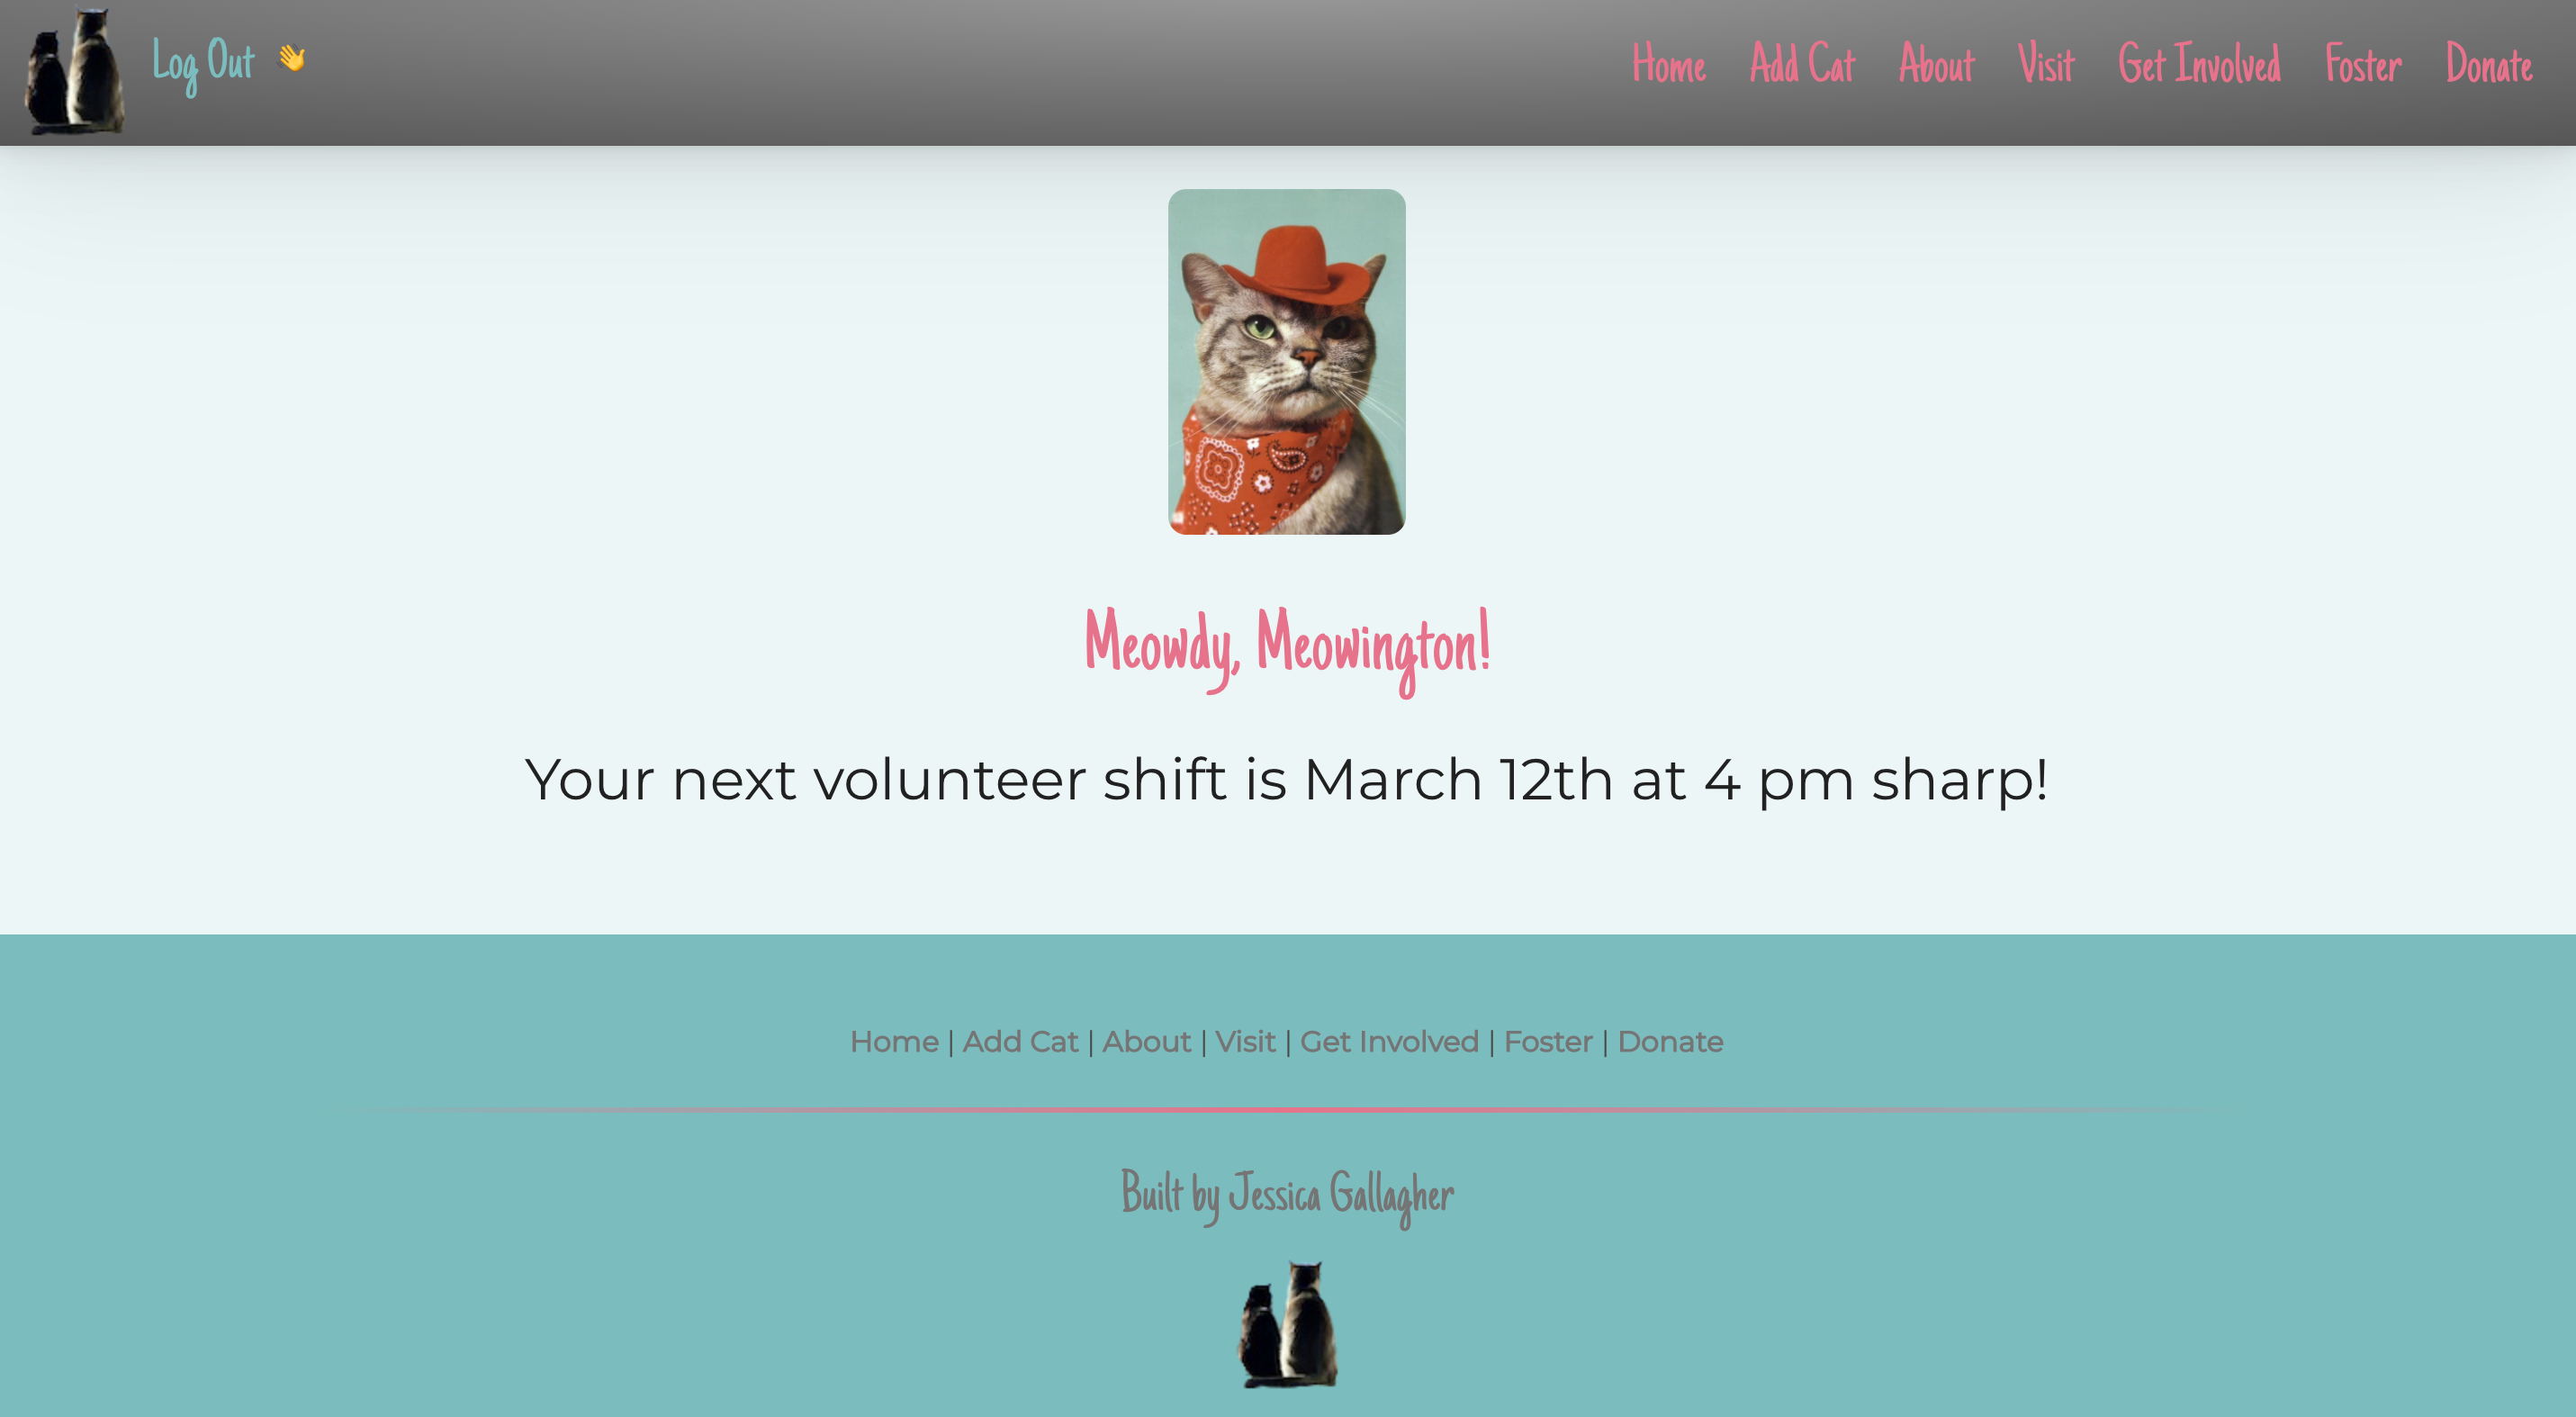 Log Out 👋
Home Add Cat About Visit Get Involved Foster Donate
Meowdy, Meowington!
Your next volunteer shift is March 12th at 4 pm sharp!
Home | Add Cat | About | Visit | Get Involved | Foster | Donate
Built by Jessica Gallagher